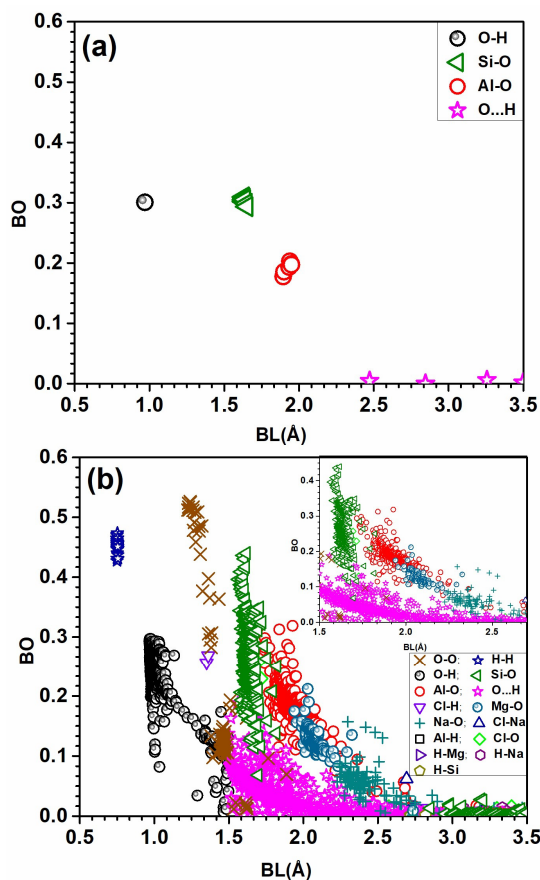 (a)
O-H
Si-O
Al-O
O...H
0.6
0.5
0.4
0.3
0.2
0.1
0.0
BO
0.5 1.0 1.5 2.0 2.5 3.0 3.5
BL(Å)
(b)
0.6
0.5
0.4
0.3
0.2
0.1
0.0
BO
0.5 1.0 1.5 2.0 2.5 3.0 3.5
BL(Å)
0.4
0.3
0.2
0.1
0.0
BO
1.5 2.0 2.5
BL(Å)
O-O; H-H
O-H; Si-O
Al-O; O...H
Cl-H; Mg-O
Na-O; Cl-Na
Al-H; Cl-O
H-Mg; H-Na
H-Si